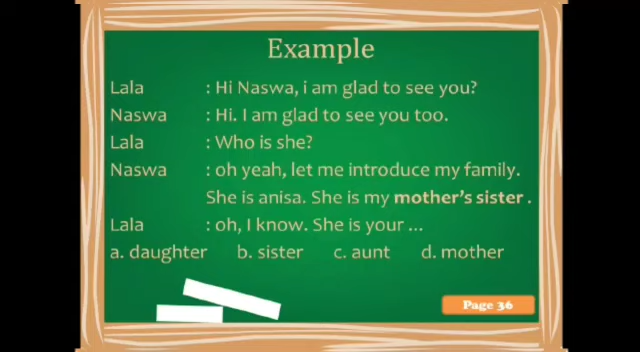 Example
Lala : Hi Naswa, i am glad to see you?
Naswa : Hi. I am glad to see you too.
Lala : Who is she?
Naswa : oh yeah, let me introduce my family.
She is anisa. She is my mother's sister .
Lala : oh, I know. She is your ...
a. daughter b. sister c. aunt d. mother
Page 36